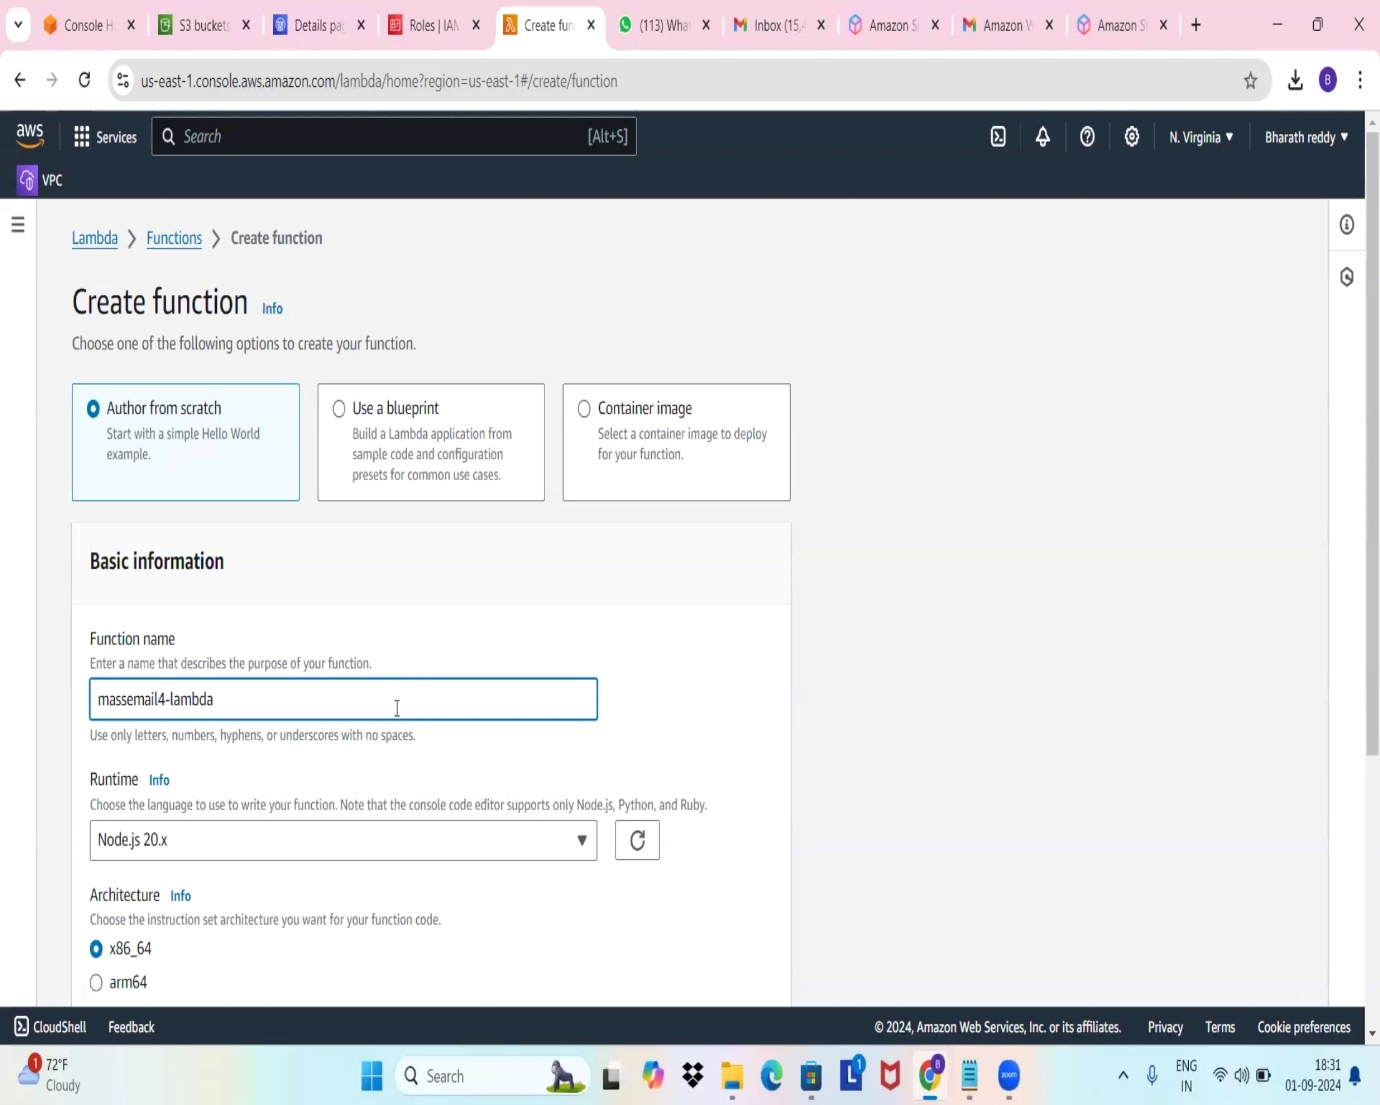 Console H
S3 bucket
Details pa
Roles | IAN
Create fun
(113) Wha
Inbox (15,
Amazon S
Amazon W
Amazon S
us-east-1.console.aws.amazon.com/lambda/home?region=us-east-1#/create/function
B
aws
Services
Search
[Alt+S]
N. Virginia
Bharath reddy
VPC
Lambda
Functions
Create function
Create function
Info
Choose one of the following options to create your function.
Author from scratch
Start with a simple Hello World
example.
Use a blueprint
Build a Lambda application from
sample code and configuration
presets for common use cases.
Container image
Select a container image to deploy
for your function.
Basic information
Function name
Enter a name that describes the purpose of your function.
massemail4-lambda
Use only letters, numbers, hyphens, or underscores with no spaces.
Runtime Info
Choose the language to use to write your function. Note that the console code editor supports only Node.js, Python, and Ruby.
Node.js 20.x
Architecture Info
Choose the instruction set architecture you want for your function code.
x86_64
arm64
CloudShell
Feedback
© 2024, Amazon Web Services, Inc. or its affiliates.
Privacy
Terms
Cookie preferences
1
72°F
Cloudy
Search
L
1
B
zoom
ENG
IN
18:31
01-09-2024